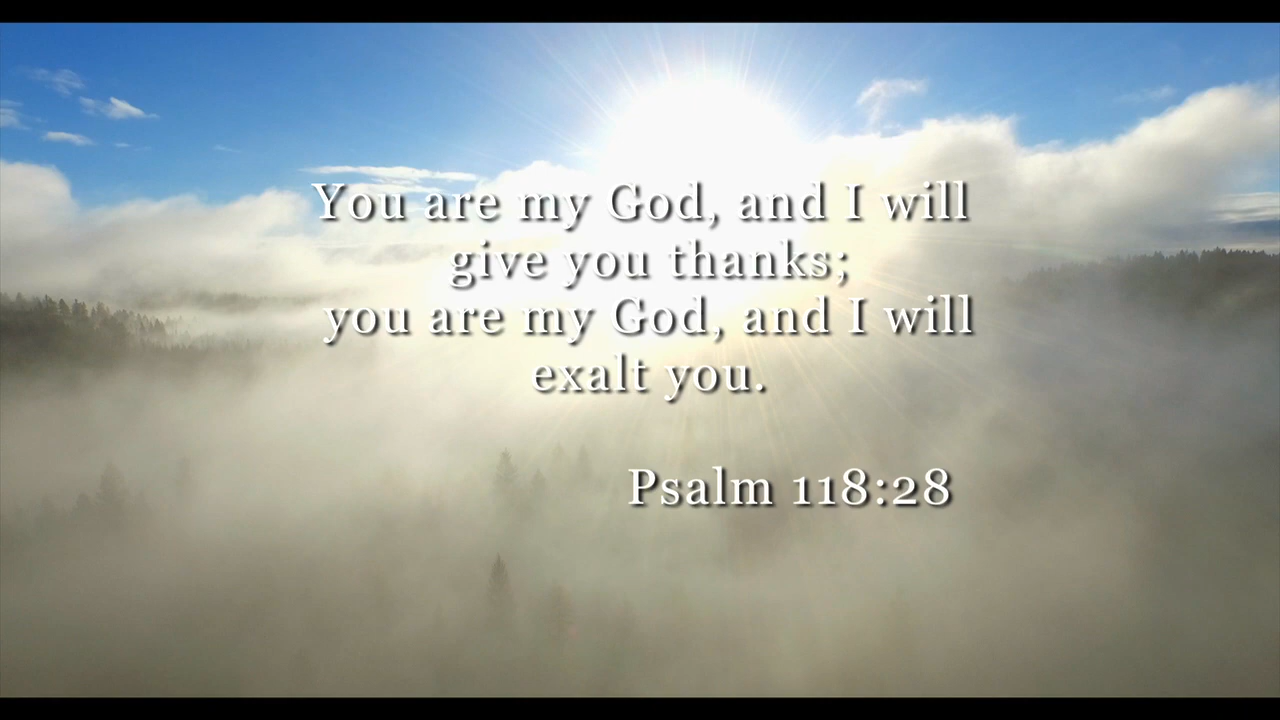 You are my God, and I will
give you thanks;
you are my God, and I will
exalt you.
Psalm 118:28